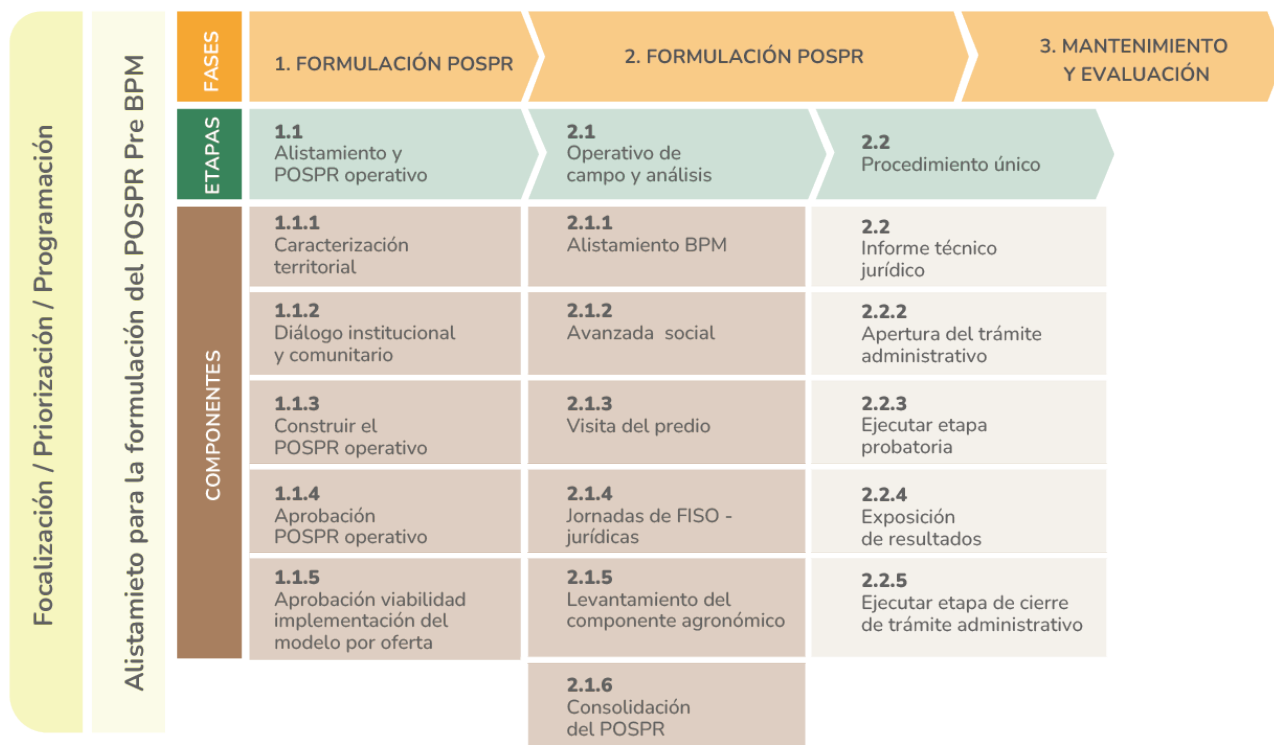 Focalización / Priorización / Programación
Alistamieto para la formulación del POSPR Pre BPM
FASES
1. FORMULACIÓN POSPR
2. FORMULACIÓN POSPR
3. MANTENIMIENTO
Y EVALUACIÓN
ETAPAS
1.1
Alistamiento y
POSPR operativo
2.1
Operativo de
campo y análisis
2.2
Procedimiento único
COMPONENTES
1.1.1
Caracterización
territorial
2.1.1
Alistamiento BPM
2.2
Informe técnico
jurídico
1.1.2
Diálogo institucional
y comunitario
2.1.2
Avanzada social
2.2.2
Apertura del trámite
administrativo
1.1.3
Construir el
POSPR operativo
2.1.3
Visita del predio
2.2.3
Ejecutar etapa
probatoria
1.1.4
Aprobación
POSPR operativo
2.1.4
Jornadas de FISO -
jurídicas
2.2.4
Exposición
de resultados
1.1.5
Aprobación viabilidad
implementación del
modelo por oferta
2.1.5
Levantamiento del
componente agronómico
2.2.5
Ejecutar etapa de cierre
de trámite administrativo
2.1.6
Consolidación
del POSPR